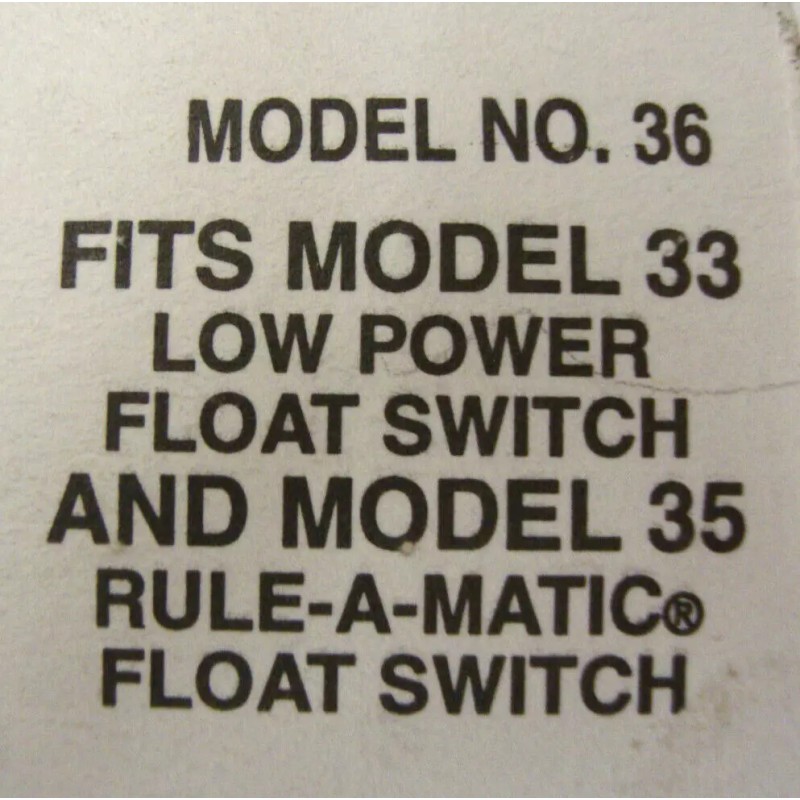 MODEL NO. 36
FITS MODEL 33
LOW POWER
FLOAT SWITCH
AND MODEL 35
RULE-A-MATIC®
FLOAT SWITCH